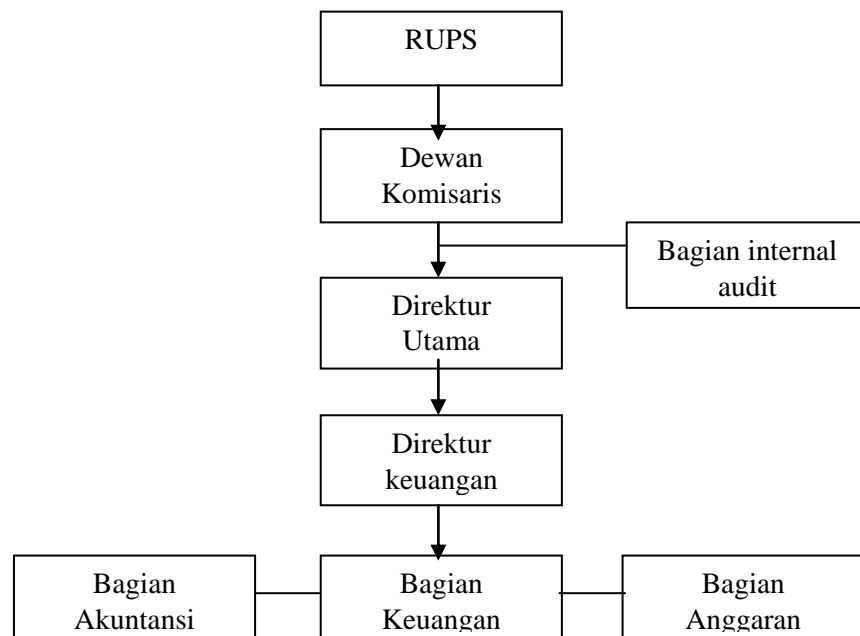 RUPS
Dewan
Komisaris
Bagian internal
audit
Direktur
Utama
Direktur
keuangan
Bagian
Akuntansi
Bagian
Keuangan
Bagian
Anggaran